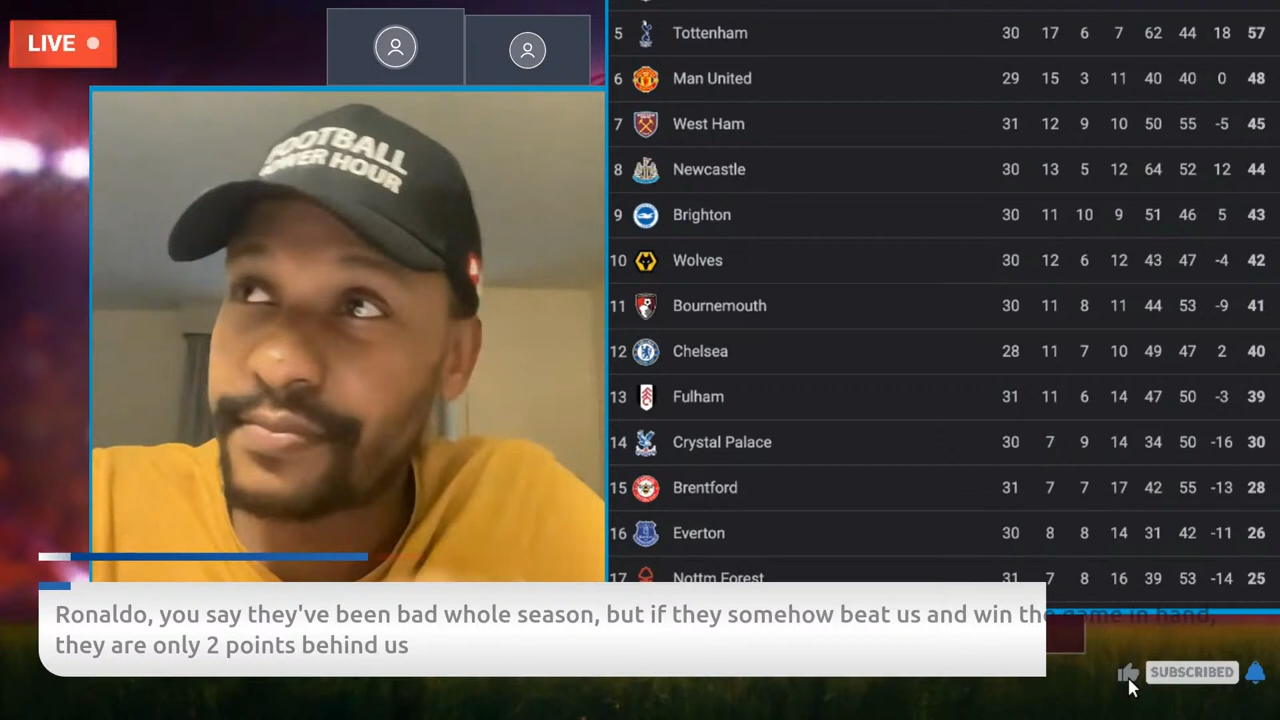 LIVE
FOOTBALL
POWER HOUR
5 Tottenham 30 17 6 7 62 44 18 57
6 Man United 29 15 3 11 40 40 0 48
7 West Ham 31 12 9 10 50 55 -5 45
8 Newcastle 30 13 5 12 64 52 12 44
9 Brighton 30 11 10 9 51 46 5 43
10 Wolves 30 12 6 12 43 47 -4 42
11 Bournemouth 30 11 8 11 44 53 -9 41
12 Chelsea 28 11 7 10 49 47 2 40
13 Fulham 31 11 6 14 47 50 -3 39
14 Crystal Palace 30 7 9 14 34 50 -16 30
15 Brentford 31 7 7 17 42 55 -13 28
16 Everton 30 8 8 14 31 42 -11 26
17 Nottm Forest 31 7 8 16 39 53 -14 25
Ronaldo, you say they've been bad whole season, but if they somehow beat us and win the game in hand,
they are only 2 points behind us
SUBSCRIBED